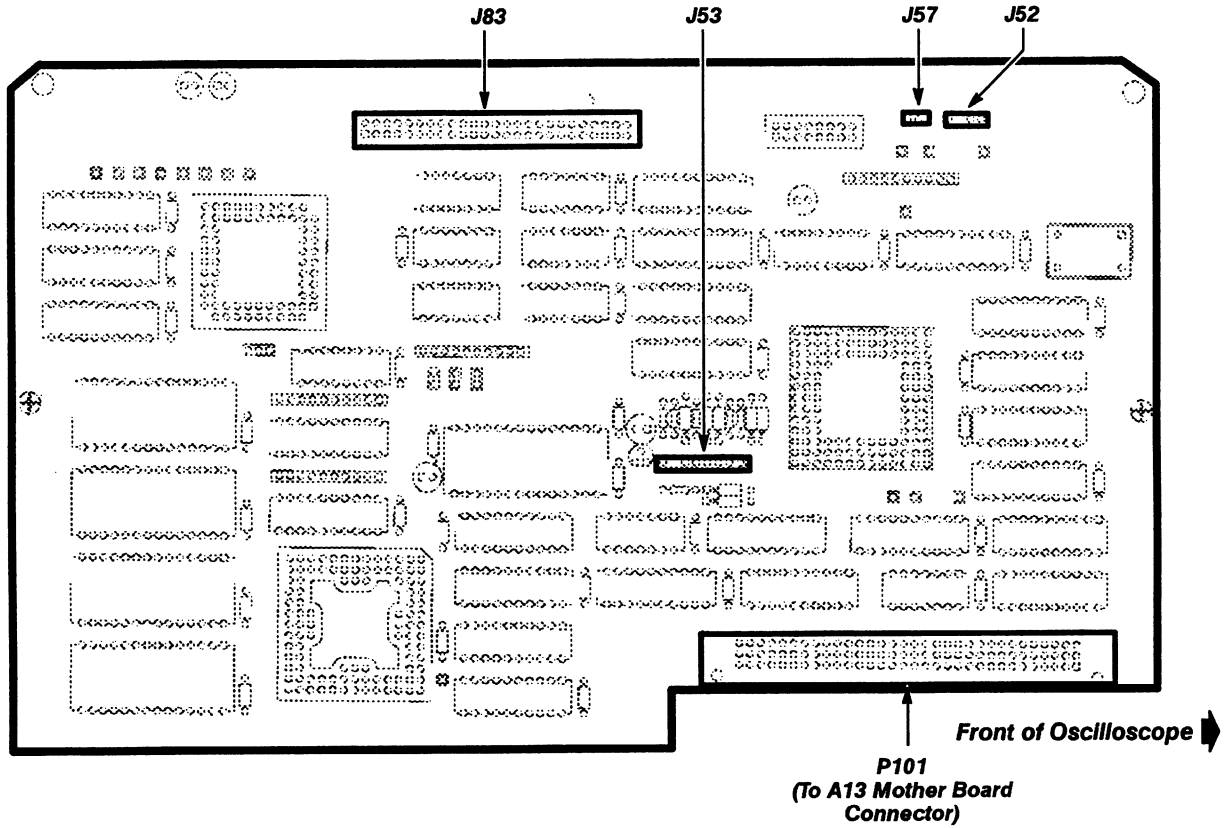 J83
J53
J57
J52
Front of Oscilloscope
P101
(To A13 Mother Board
Connector)